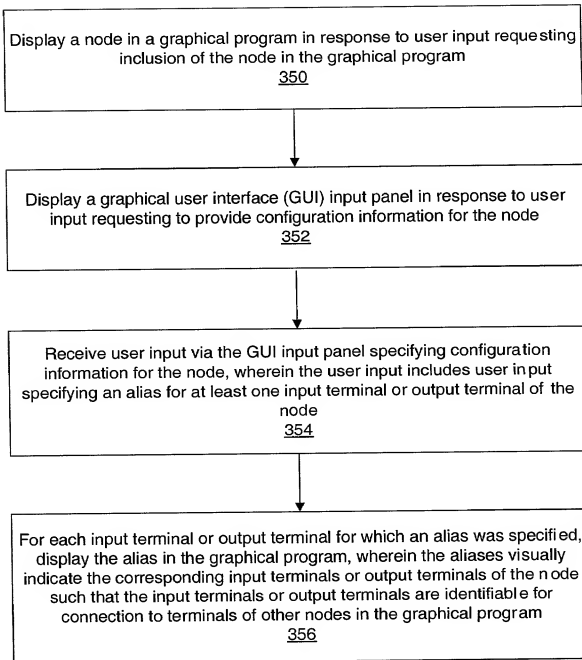 Display a node in a graphical program in response to user input requesting
inclusion of the node in the graphical program
350
Display a graphical user interface (GUI) input panel in response to user
input requesting to provide configuration information for the node
352
Receive user input via the GUI input panel specifying configuration
information for the node, wherein the user input includes user input
specifying an alias for at least one input terminal or output terminal of the
node
354
For each input terminal or output terminal for which an alias was specified,
display the alias in the graphical program, wherein the aliases visually
indicate the corresponding input terminals or output terminals of the node
such that the input terminals or output terminals are identifiable for
connection to terminals of other nodes in the graphical program
356